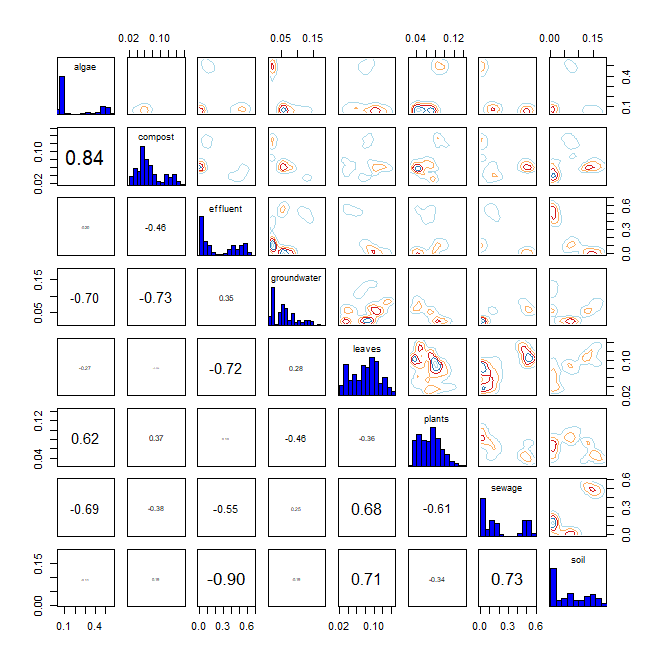 0.05 0.15 0.04 0.12 0.00 0.15
algae 0.1 0.4
0.02 0.10
0.84 compost
0.02 0.10
-0.46 effluent 0.0 0.3 0.6
0.05 0.15
-0.70 -0.73 0.35 groundwater
-0.27 -0.72 0.28 leaves 0.02 0.10
0.04 0.12
0.62 0.37 -0.46 -0.36 plants
-0.69 -0.38 -0.55 0.25 0.68 -0.61 sewage 0.0 0.3 0.6
0.00 0.15
-0.90 0.71 -0.34 0.73 soil
0.1 0.4 0.0 0.3 0.6 0.02 0.10 0.0 0.3 0.6